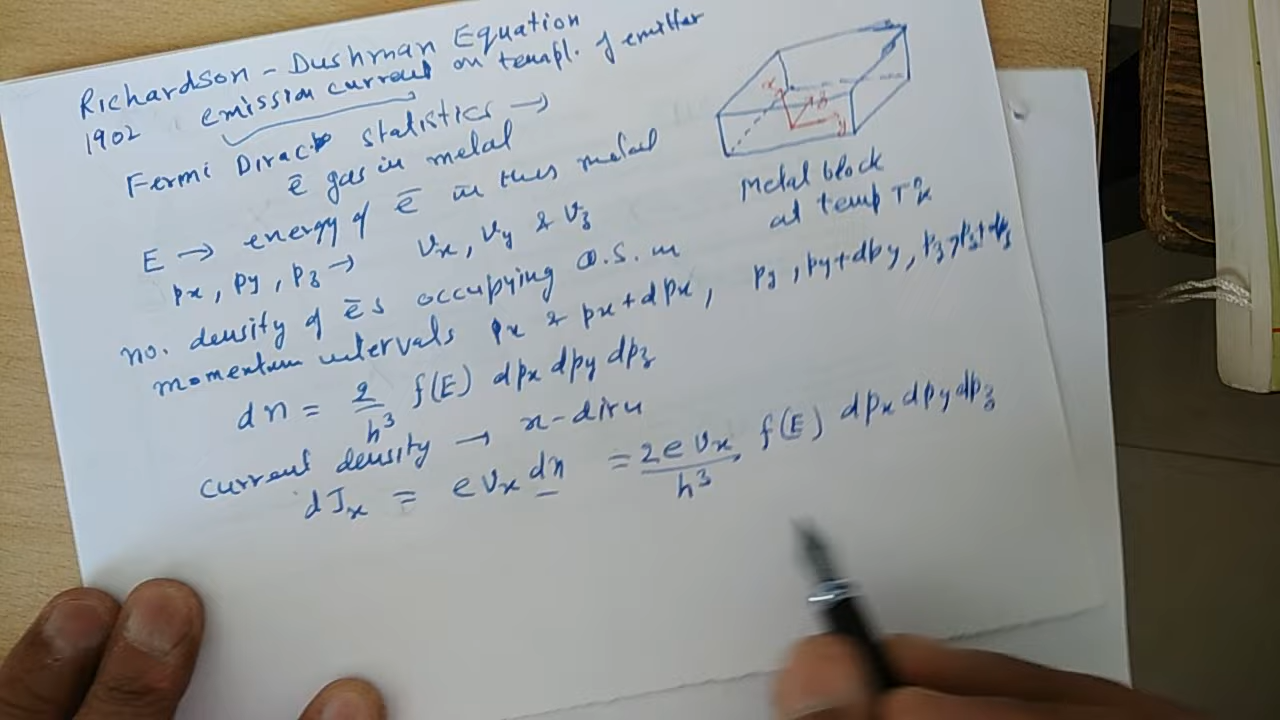 Richardson - Dushman Equation
1902 emission current on templ. of emitter
Fermi Dirac statistics →
ē gas in metal
E → energy of ē in this metal
px, py, pz → vx, vy & vz
no. density of ēs occupying a.s. in
momentum intervals px & px+dpx, py, py+dpy, pz, pz+dpz
dn = 2/h³ f(E) dpx dpy dpz
current density → x-dirn
dJx = e vx dn = 2e vx/h³ f(E) dpx dpy dpz
x z y
Metal block
at temp T°K